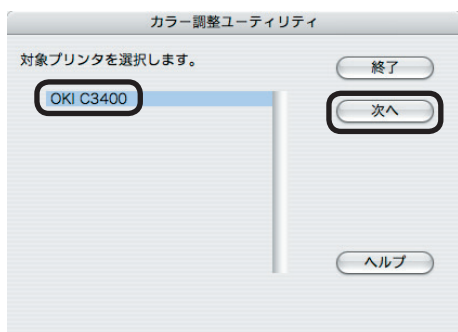 カラー調整ユーティリティ
対象プリンタを選択します。
終了
OKI C3400
次へ
ヘルプ